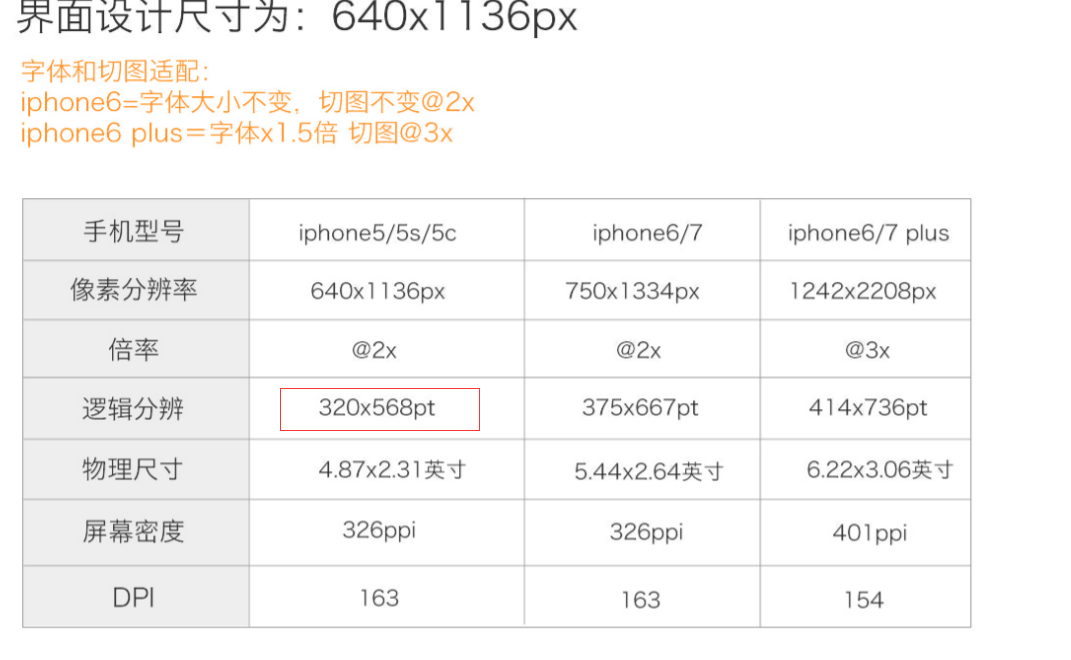 界面设计尺寸为：640x1136px
字体和切图适配：
iphone6=字体大小不变，切图不变@2x
iphone6 plus＝字体x1.5倍 切图@3x
手机型号 iphone5/5s/5c iphone6/7 iphone6/7 plus
像素分辨率 640x1136px 750x1334px 1242x2208px
倍率 @2x @2x @3x
逻辑分辨 320x568pt 375x667pt 414x736pt
物理尺寸 4.87x2.31英寸 5.44x2.64英寸 6.22x3.06英寸
屏幕密度 326ppi 326ppi 401ppi
DPI 163 163 154